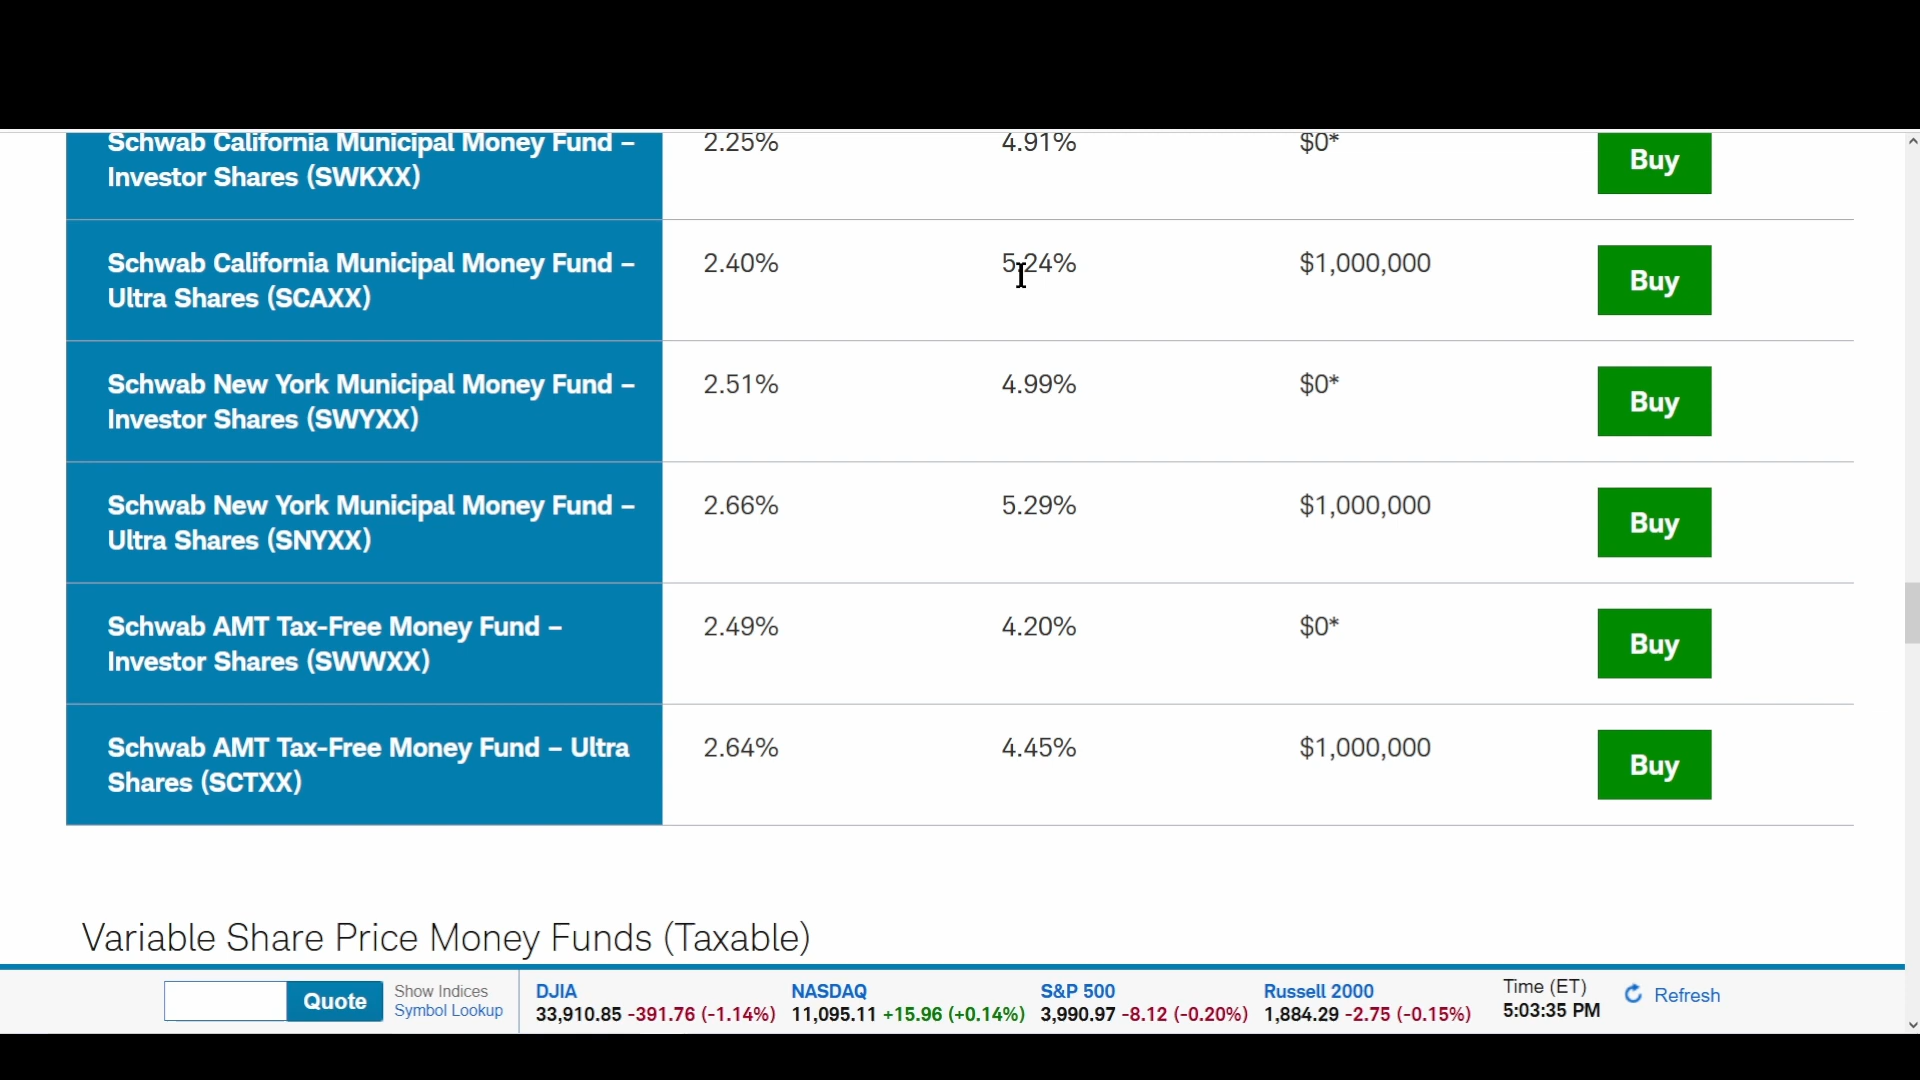 Schwab California Municipal Money Fund – 2.25% 4.91% $0* Buy
Investor Shares (SWKXX)
Schwab California Municipal Money Fund – 2.40% 5.24% $1,000,000 Buy
Ultra Shares (SCAXX)
Schwab New York Municipal Money Fund – 2.51% 4.99% $0* Buy
Investor Shares (SWYXX)
Schwab New York Municipal Money Fund – 2.66% 5.29% $1,000,000 Buy
Ultra Shares (SNYXX)
Schwab AMT Tax-Free Money Fund – 2.49% 4.20% $0* Buy
Investor Shares (SWWXX)
Schwab AMT Tax-Free Money Fund – Ultra 2.64% 4.45% $1,000,000 Buy
Shares (SCTXX)
Variable Share Price Money Funds (Taxable)
Quote
Show Indices
Symbol Lookup
DJIA
33,910.85 -391.76 (-1.14%)
NASDAQ
11,095.11 +15.96 (+0.14%)
S&P 500
3,990.97 -8.12 (-0.20%)
Russell 2000
1,884.29 -2.75 (-0.15%)
Time (ET)
5:03:35 PM
Refresh